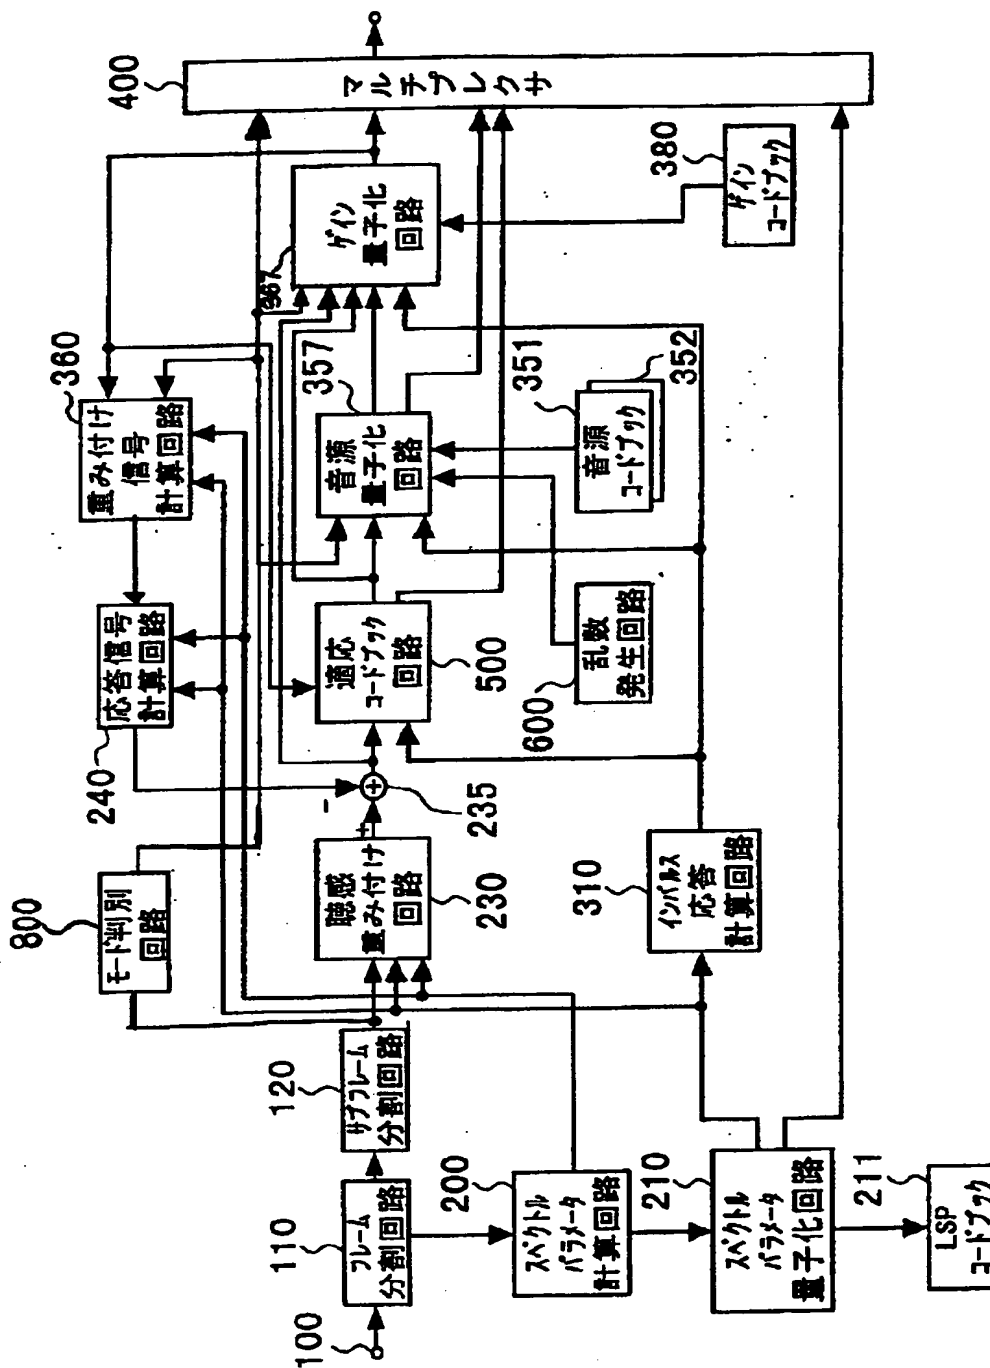 400
マルチプレクサ
380
ゲイン
コードブック
367
ゲイン
量子化
回路
360
重み付け
信号
計算回路
357
音源
量子化
回路
351
352
音源
コードブック
240
応答信号
計算回路
適応
コードブック
回路
500
600
乱数
発生回路
235
+
-
+
800
モード判別
回路
聴感
重み付け
回路
230
310
インパルス
応答
計算回路
120
サブフレーム
分割回路
110
フレーム
分割回路
100
200
スペクトル
パラメータ
計算回路
210
スペクトル
パラメータ
量子化回路
211
LSP
コードブック